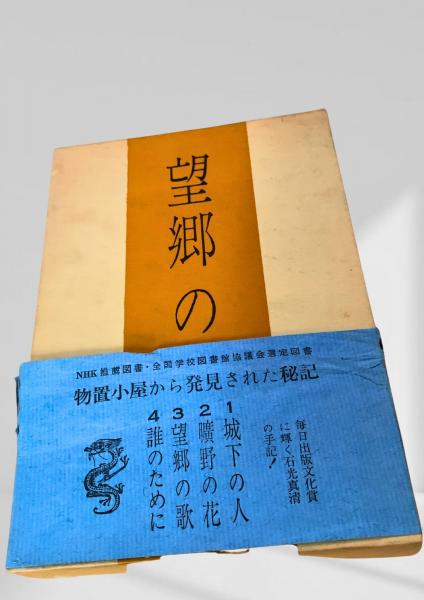 望郷の
NHK推薦図書・全国学校図書館協議会選定図書
物置小屋から発見された秘記
毎日出版文化賞
に輝く石光真清
の手記!
1 城下の人
2 曠野の花
3 望郷の歌
4 誰のために